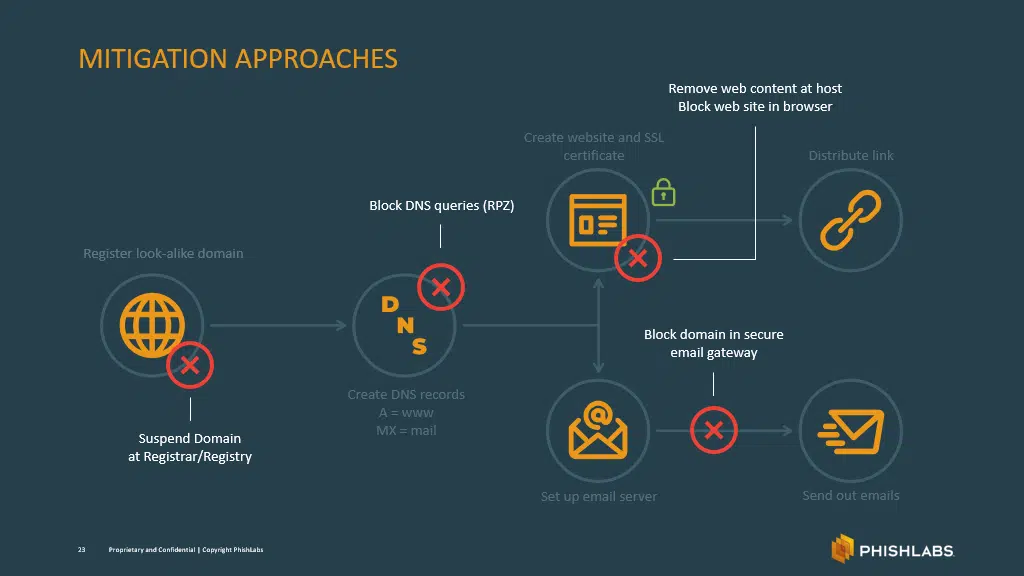 MITIGATION APPROACHES
Remove web content at host
Block web site in browser
Create website and SSL
certificate
Distribute link
Block DNS queries (RPZ)
Register look-alike domain
D
N
S
Block domain in secure
email gateway
Create DNS records
A = www
MX = mail
Suspend Domain
at Registrar/Registry
@
Set up email server
Send out emails
23 Proprietary and Confidential | Copyright PhishLabs
PHISHLABS